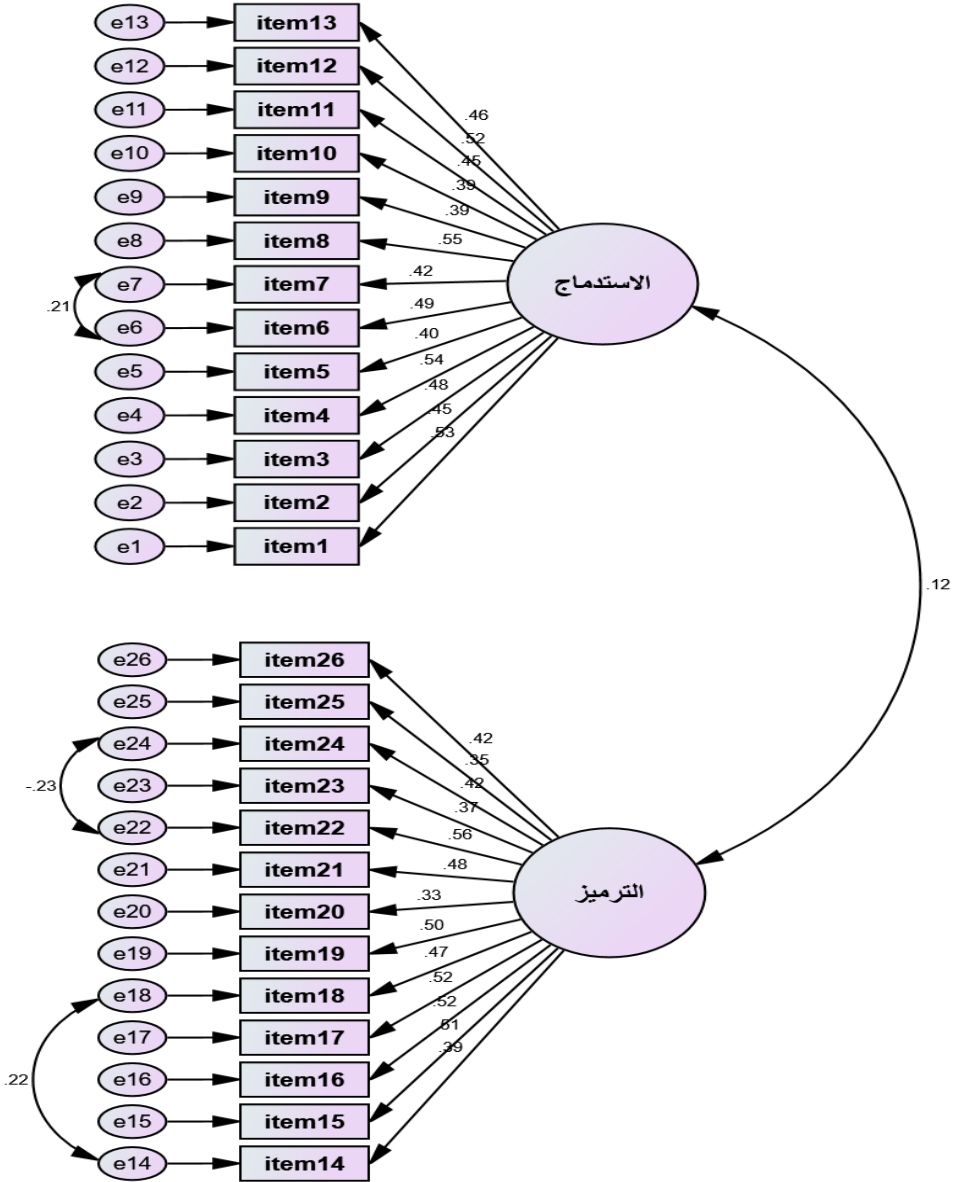 e13 item13
e12 item12
e11 item11
e10 item10
e9 item9
e8 item8
e7 item7
e6 item6
e5 item5
e4 item4
e3 item3
e2 item2
e1 item1
.46
.52
.45
.39
.39
.55
.42
.49
.40
.54
.48
.45
.53
.21
الاستدماج
.12
e26 item26
e25 item25
e24 item24
e23 item23
e22 item22
e21 item21
e20 item20
e19 item19
e18 item18
e17 item17
e16 item16
e15 item15
e14 item14
.42
.35
.42
.37
.56
.48
.33
.50
.47
.52
.52
.51
.39
-.23
.22
الترميز